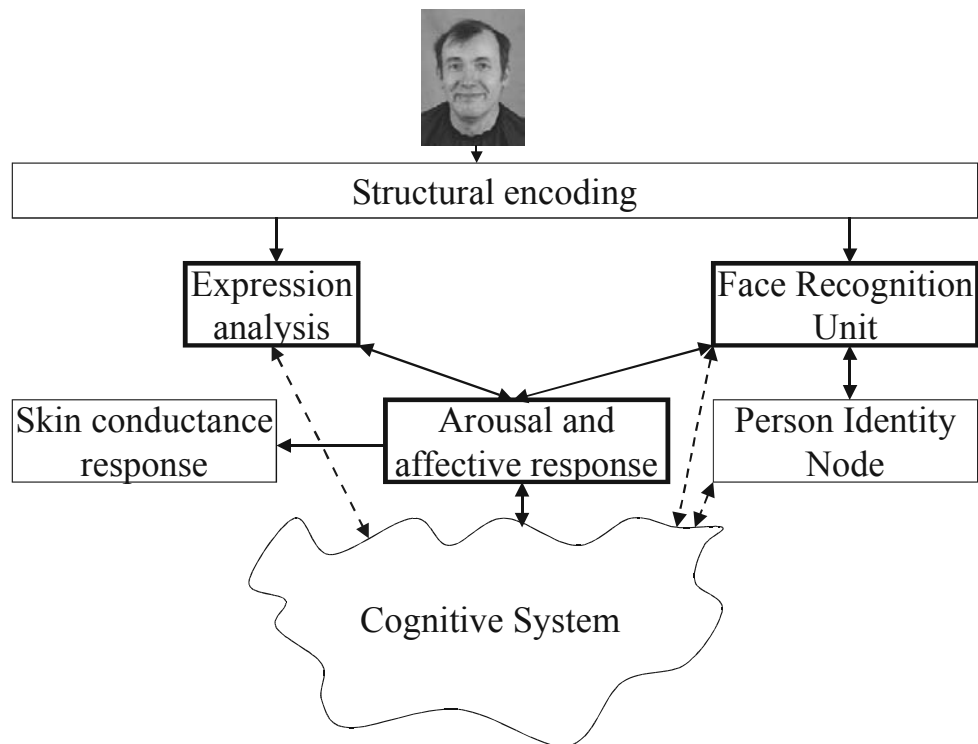 Structural encoding
Expression
analysis
Face Recognition
Unit
Skin conductance
response
Arousal and
affective response
Person Identity
Node
Cognitive System